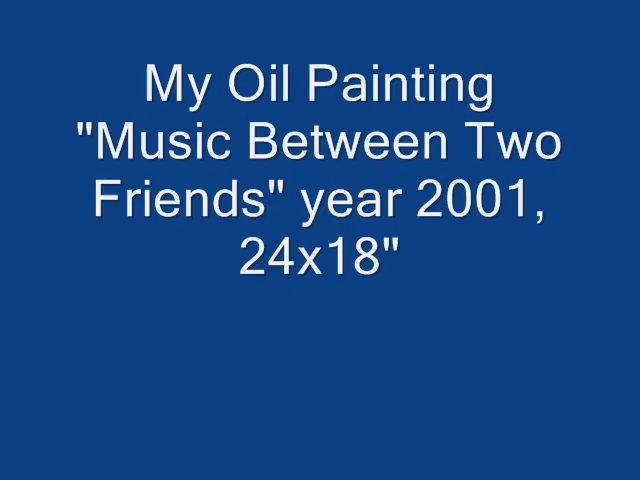 My Oil Painting
"Music Between Two
Friends" year 2001,
24x18"